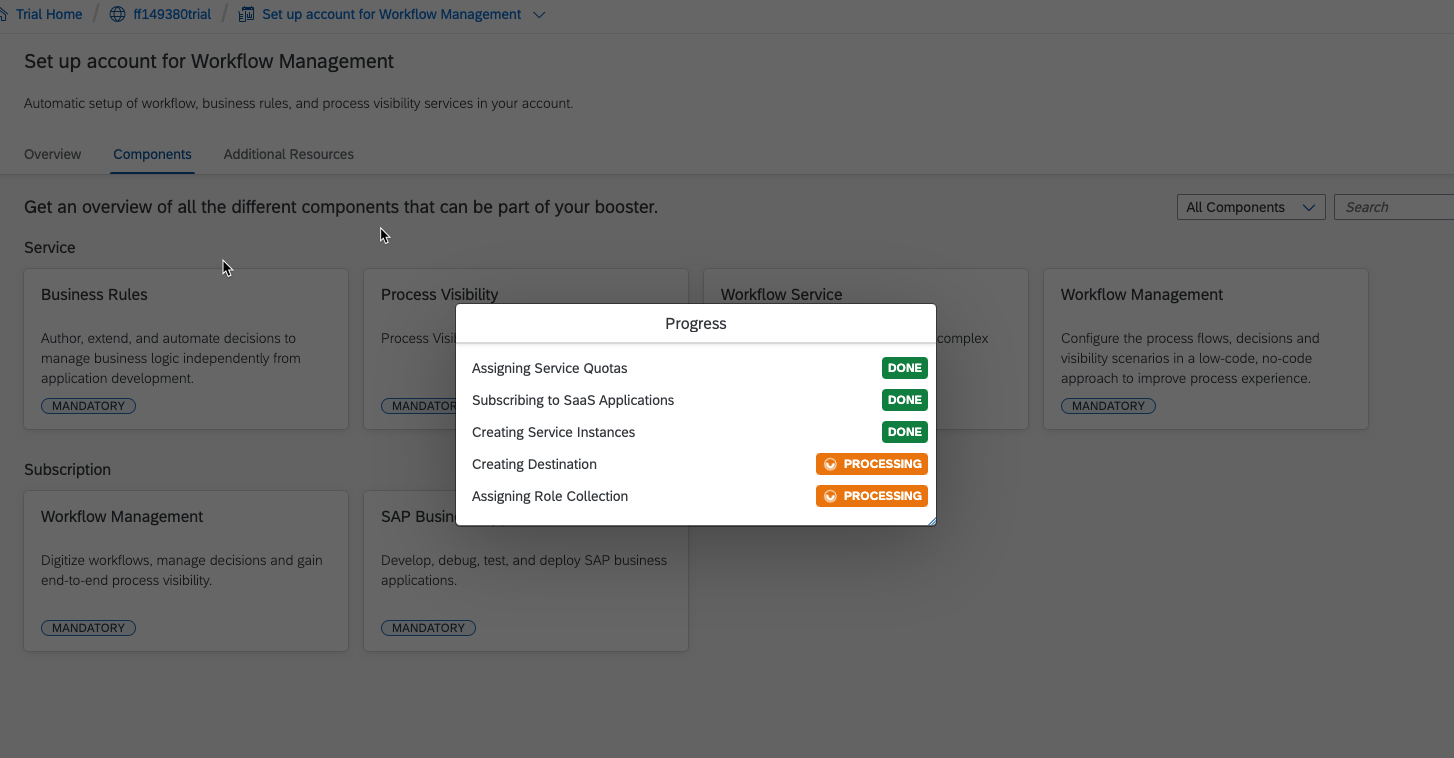 Trial Home / ff149380trial / Set up account for Workflow Management
Set up account for Workflow Management
Automatic setup of workflow, business rules, and process visibility services in your account.
Overview Components Additional Resources
Get an overview of all the different components that can be part of your booster.
All Components
Search
Service
Business Rules
Author, extend, and automate decisions to
manage business logic independently from
application development.
MANDATORY
Process Visibility
Process
Workflow Service
complex
Workflow Management
Configure the process flows, decisions and
visibility scenarios in a low-code, no-code
approach to improve process experience.
MANDATORY
Progress
Assigning Service Quotas DONE
Subscribing to SaaS Applications DONE
Creating Service Instances DONE
Creating Destination PROCESSING
Assigning Role Collection PROCESSING
Subscription
Workflow Management
Digitize workflows, manage decisions and gain
end-to-end process visibility.
MANDATORY
SAP
Develop, debug, test, and deploy SAP business
applications.
MANDATORY